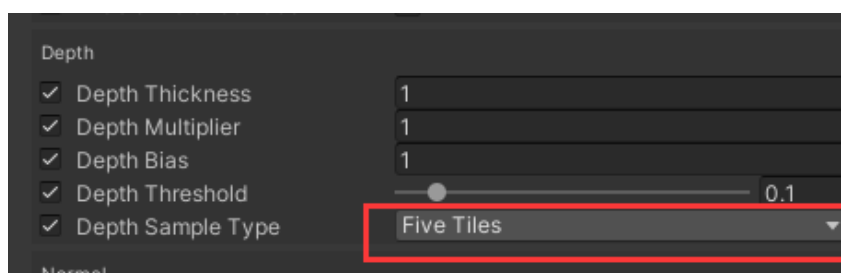 Depth
Depth Thickness 1
Depth Multiplier 1
Depth Bias 1
Depth Threshold 0.1
Depth Sample Type Five Tiles
Normal